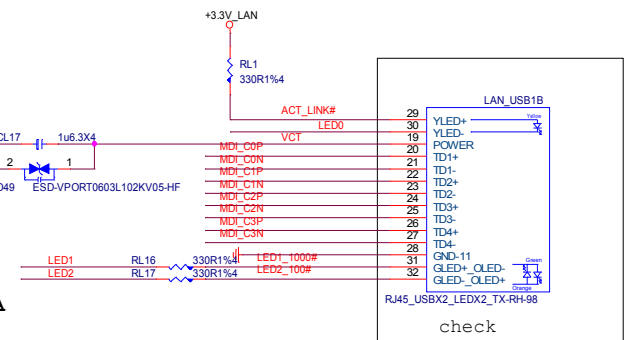 +3.3V_LAN
RL1
330R1%4
LAN_USB1B
ACT_LINK#
29
YLED+
Yellow
LED0
30
YLED-
CL17
1u6.3X4
VCT
19
POWER
MDI_C0P
20
TD1+
2
1
MDI_C0N
21
TD1-
D49
ESD-VPORT0603L102KV05-HF
MDI_C1P
22
TD2+
MDI_C1N
23
TD2-
MDI_C2P
24
TD3+
MDI_C2N
25
TD3-
MDI_C3P
26
TD4+
MDI_C3N
27
TD4-
28
GND-11
LED1
RL16
330R1%4
LED1_1000#
31
GLED+_OLED-
Green
LED2
RL17
330R1%4
LED2_100#
32
GLED-_OLED+
Orange
RJ45_USBX2_LEDX2_TX-RH-98
check